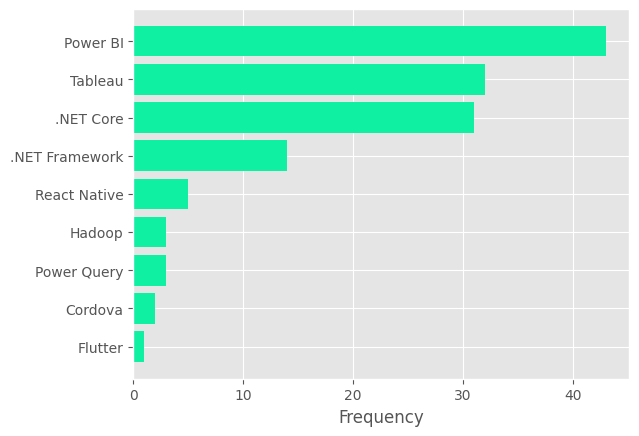 Power BI
Tableau
.NET Core
.NET Framework
React Native
Hadoop
Power Query
Cordova
Flutter
0 10 20 30 40
Frequency